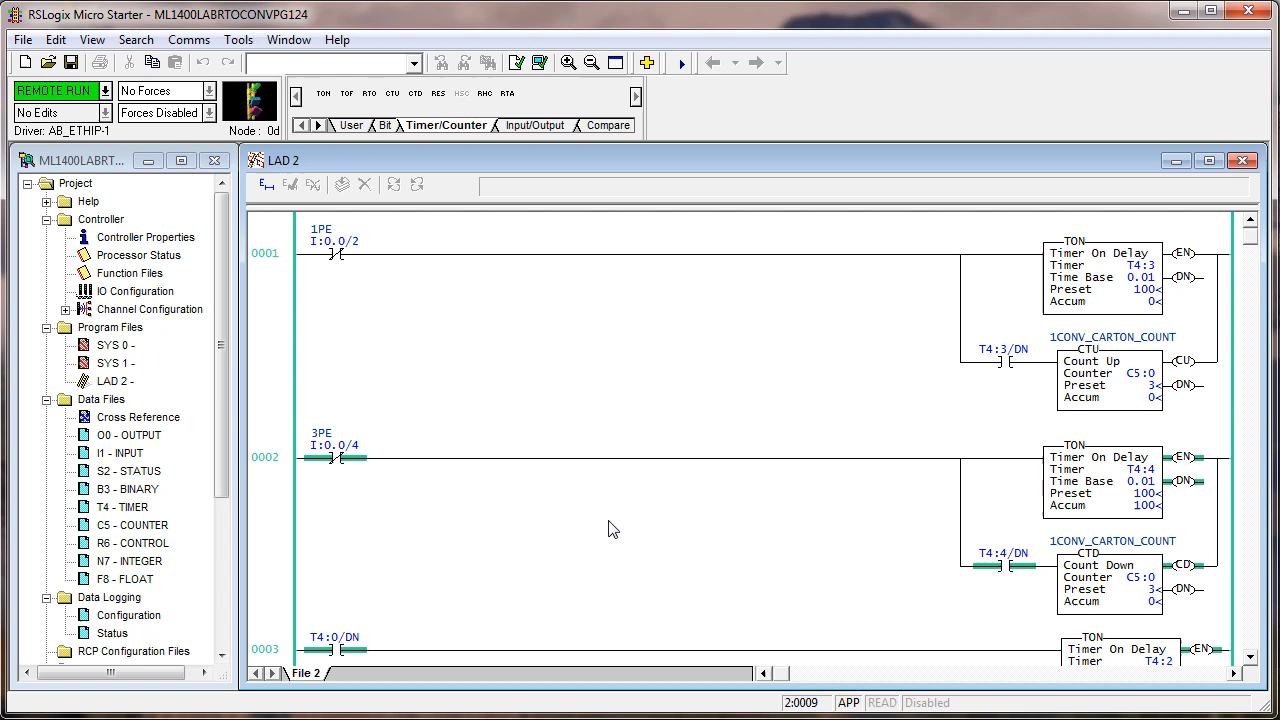 RSLogix Micro Starter - ML1400LABRTOCONVPG124
File Edit View Search Comms Tools Window Help
REMOTE RUN
No Forces
No Edits
Forces Disabled
Driver: AB_ETHIP-1
Node : 0d
TON TOF RTO CTU CTD RES HSC RHC RTA
User Bit Timer/Counter Input/Output Compare
ML1400LABRT...
Project
Help
Controller
Controller Properties
Processor Status
Function Files
IO Configuration
Channel Configuration
Program Files
SYS 0 -
SYS 1 -
LAD 2 -
Data Files
Cross Reference
O0 - OUTPUT
I1 - INPUT
S2 - STATUS
B3 - BINARY
T4 - TIMER
C5 - COUNTER
R6 - CONTROL
N7 - INTEGER
F8 - FLOAT
Data Logging
Configuration
Status
RCP Configuration Files
LAD 2
0001
1PE
I:0.0/2
TON
Timer On Delay
Timer T4:3
Time Base 0.01
Preset 100<
Accum 0<
EN
DN
T4:3/DN
1CONV_CARTON_COUNT
CTU
Count Up
Counter C5:0
Preset 3<
Accum 0<
CU
DN
0002
3PE
I:0.0/4
TON
Timer On Delay
Timer T4:4
Time Base 0.01
Preset 100<
Accum 100<
EN
DN
T4:4/DN
1CONV_CARTON_COUNT
CTD
Count Down
Counter C5:0
Preset 3<
Accum 0<
CD
DN
0003
T4:0/DN
TON
Timer On Delay
Timer T4:2
EN
File 2
2:0009 APP READ Disabled